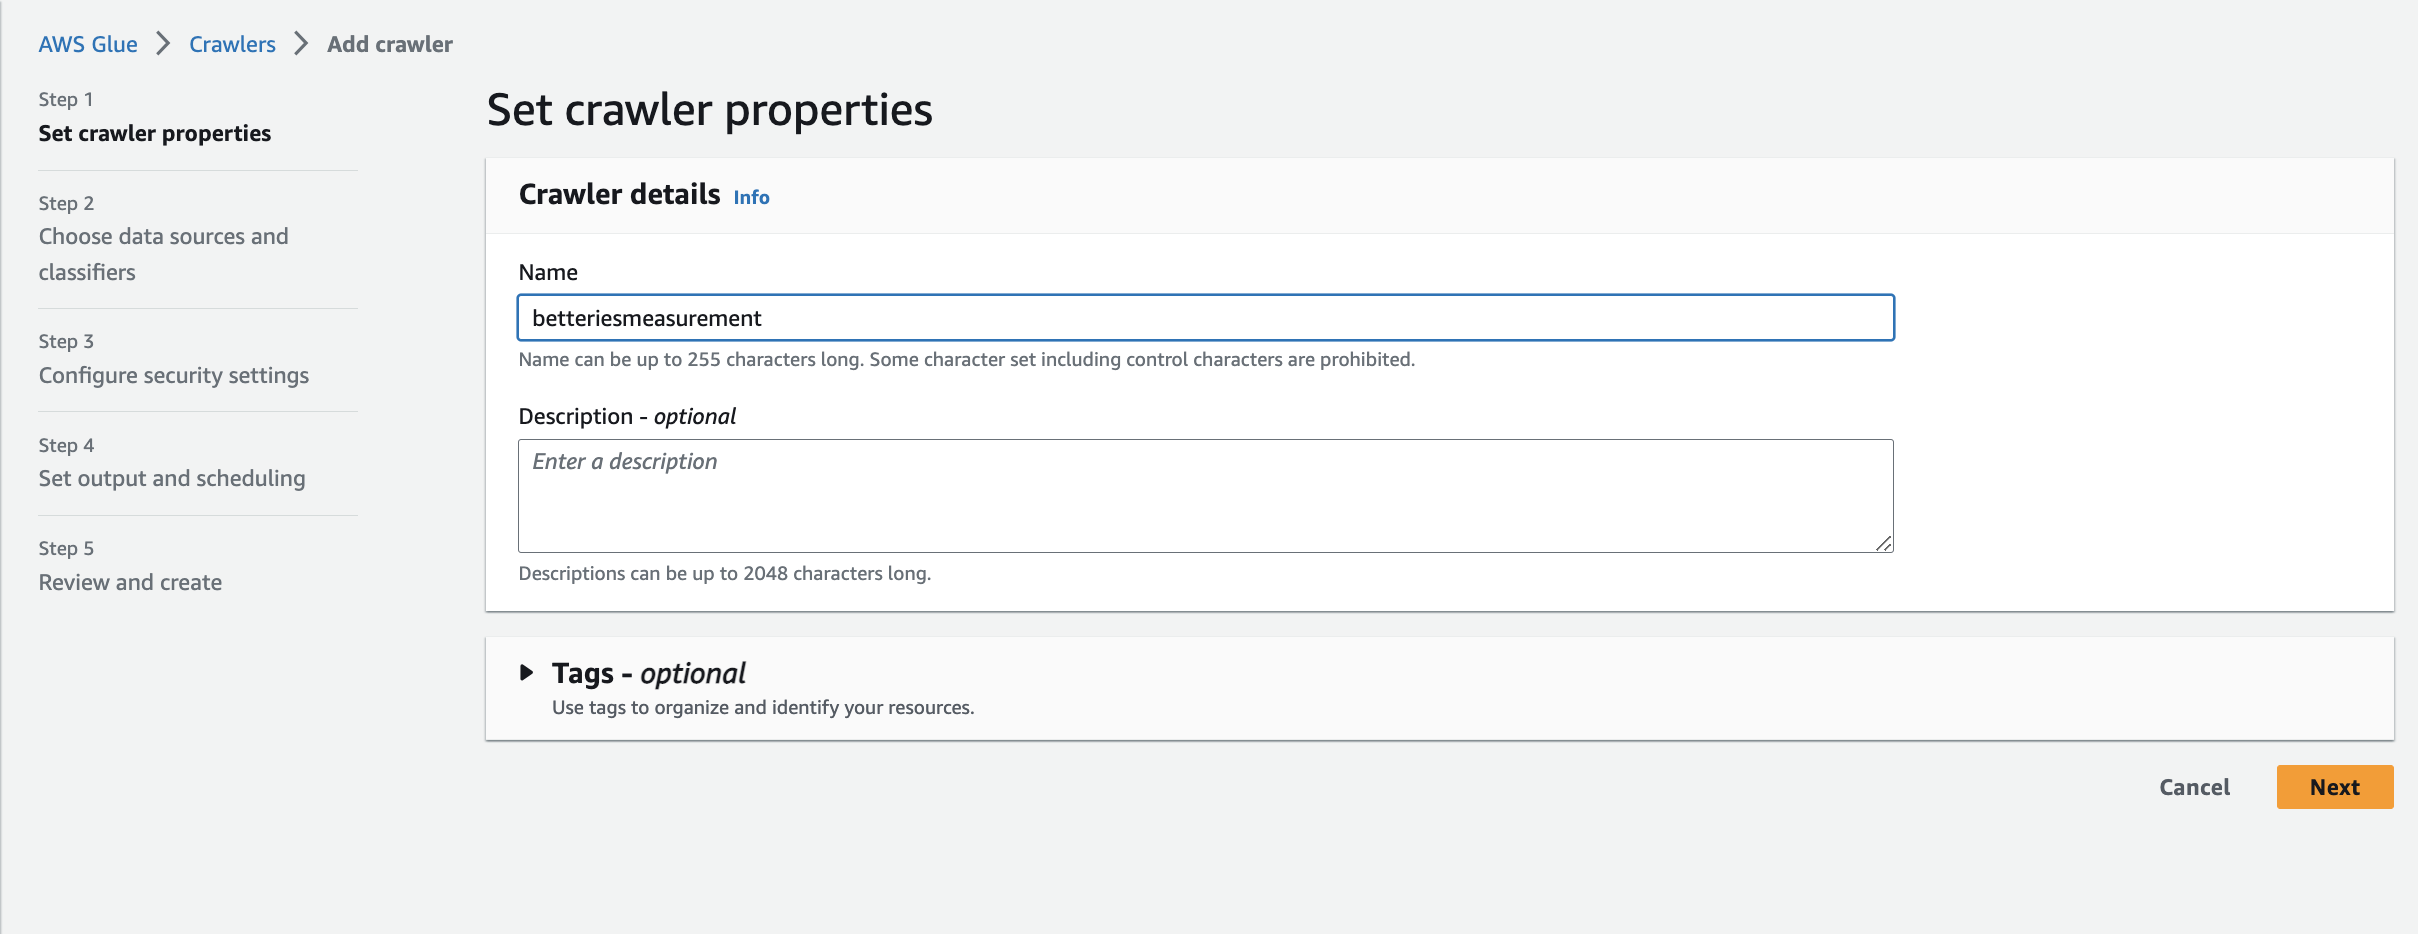 AWS Glue > Crawlers > Add crawler
Step 1
Set crawler properties
Step 2
Choose data sources and
classifiers
Step 3
Configure security settings
Step 4
Set output and scheduling
Step 5
Review and create
Set crawler properties
Crawler details Info
Name
betteriesmeasurement
Name can be up to 255 characters long. Some character set including control characters are prohibited.
Description - optional
Enter a description
Descriptions can be up to 2048 characters long.
Tags - optional
Use tags to organize and identify your resources.
Cancel Next